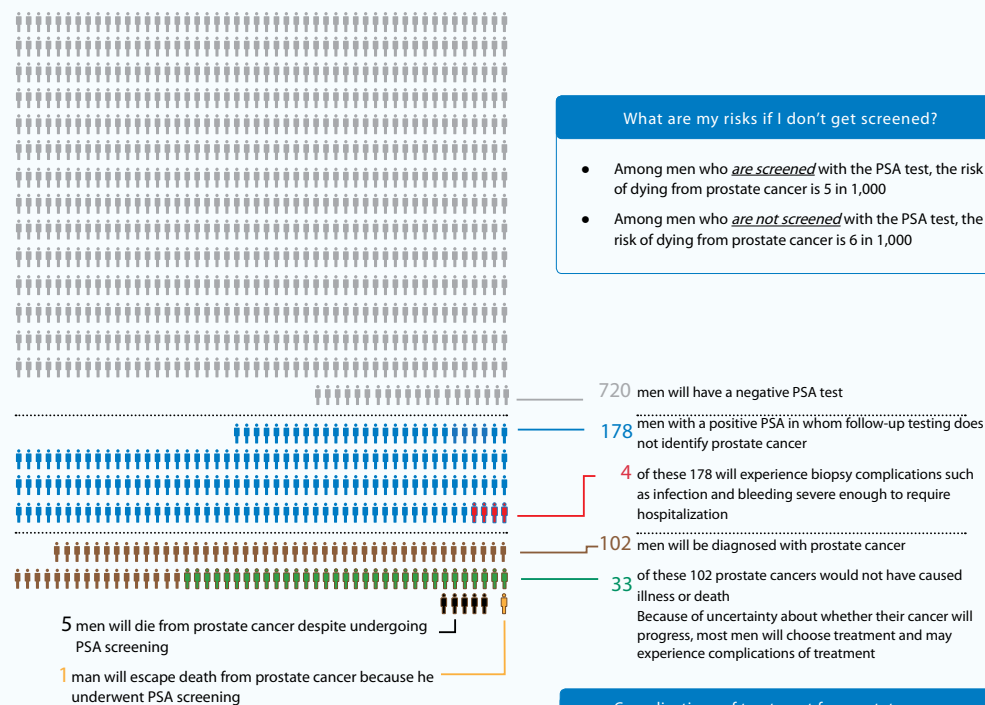 What are my risks if I don't get screened?
● Among men who are screened with the PSA test, the risk
of dying from prostate cancer is 5 in 1,000
● Among men who are not screened with the PSA test, the
risk of dying from prostate cancer is 6 in 1,000
720 men will have a negative PSA test
178 men with a positive PSA in whom follow-up testing does
not identify prostate cancer
4 of these 178 will experience biopsy complications such
as infection and bleeding severe enough to require
hospitalization
102 men will be diagnosed with prostate cancer
33 of these 102 prostate cancers would not have caused
illness or death
Because of uncertainty about whether their cancer will
progress, most men will choose treatment and may
experience complications of treatment
5 men will die from prostate cancer despite undergoing
PSA screening
1 man will escape death from prostate cancer because he
underwent PSA screening